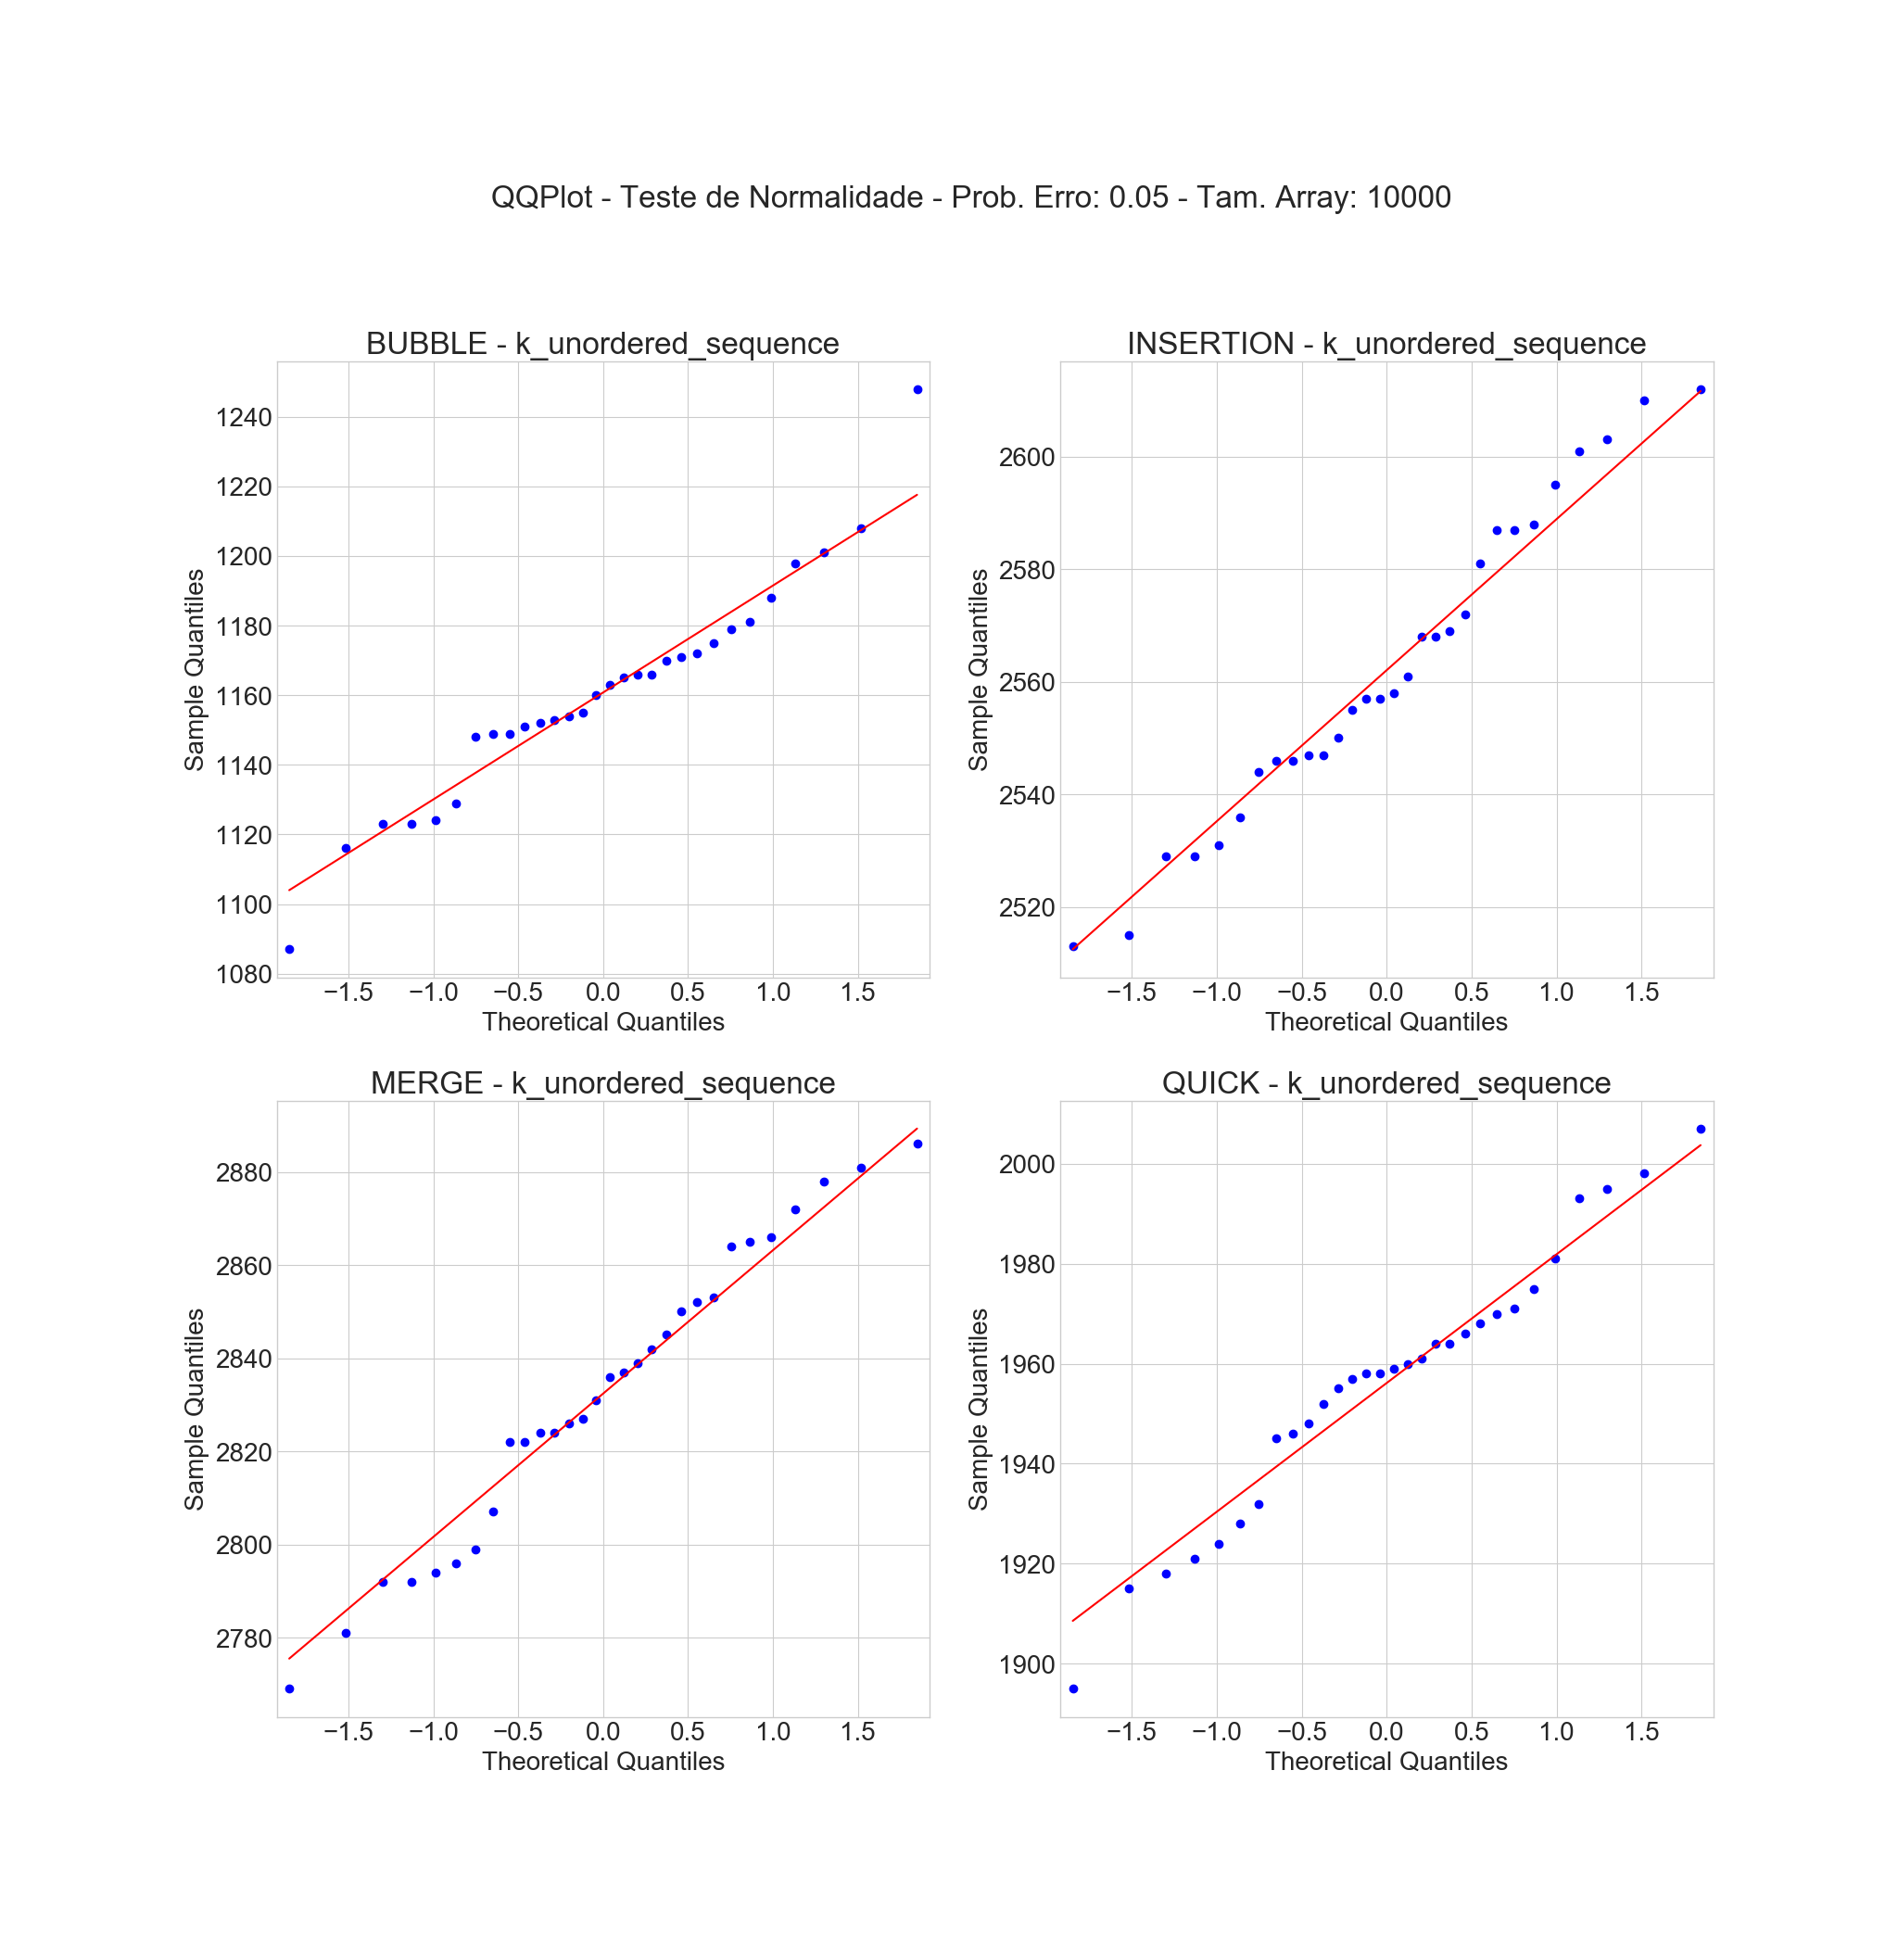 QQPlot - Teste de Normalidade - Prob. Erro: 0.05 - Tam. Array: 10000
BUBBLE - k_unordered_sequence
1240
1220
1200
1180
1160
1140
1120
1100
1080
Sample Quantiles
−1.5 −1.0 −0.5 0.0 0.5 1.0 1.5
Theoretical Quantiles
INSERTION - k_unordered_sequence
2600
2580
2560
2540
2520
Sample Quantiles
−1.5 −1.0 −0.5 0.0 0.5 1.0 1.5
Theoretical Quantiles
MERGE - k_unordered_sequence
2880
2860
2840
2820
2800
2780
Sample Quantiles
−1.5 −1.0 −0.5 0.0 0.5 1.0 1.5
Theoretical Quantiles
QUICK - k_unordered_sequence
2000
1980
1960
1940
1920
1900
Sample Quantiles
−1.5 −1.0 −0.5 0.0 0.5 1.0 1.5
Theoretical Quantiles